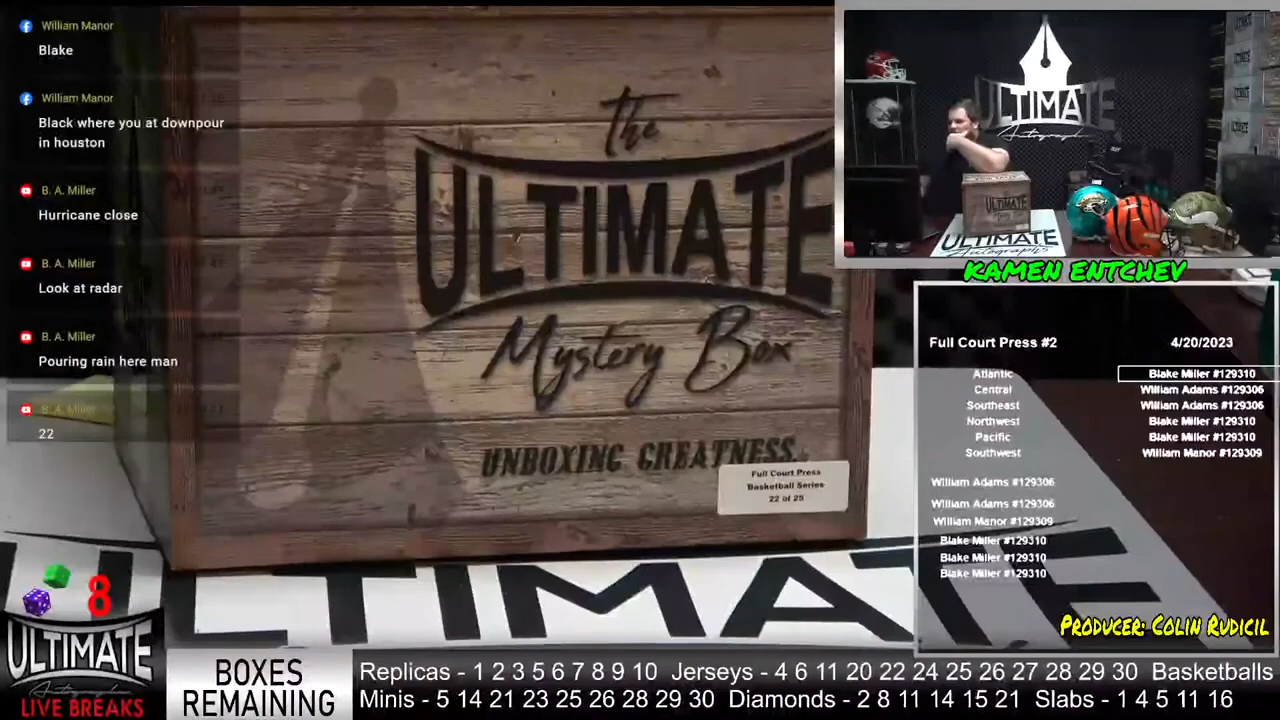 William Manor
Blake
William Manor
Black where you at downpour
in houston
B. A. Miller
Hurricane close
B. A. Miller
Look at radar
B. A. Miller
Pouring rain here man
B. A. Miller
22
The
ULTIMATE
Mystery Box
UNBOXING GREATNESS
Full Court Press
Basketball Series
22 of 25
ULTIMATE
ULTIMATE
ULTIMATE
Autographs
KAMEN ENTCHEV
Full Court Press #2 4/20/2023
Atlantic Blake Miller #129310
Central William Adams #129306
Southeast William Adams #129306
Northwest Blake Miller #129310
Pacific Blake Miller #129310
Southwest William Manor #129309
William Adams #129306
William Adams #129306
William Manor #129309
Blake Miller #129310
Blake Miller #129310
Blake Miller #129310
PRODUCER: COLIN RUDICIL
ULTIMATE
8
ULTIMATE
LIVE BREAKS
BOXES
REMAINING
Replicas - 1 2 3 5 6 7 8 9 10 Jerseys - 4 6 11 20 22 24 25 26 27 28 29 30 Basketballs
Minis - 5 14 21 23 25 26 28 29 30 Diamonds - 2 8 11 14 15 21 Slabs - 1 4 5 11 16